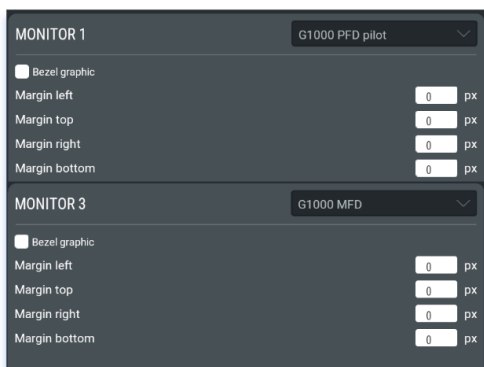 MONITOR 1 G1000 PFD pilot
Bezel graphic
Margin left 0 px
Margin top 0 px
Margin right 0 px
Margin bottom 0 px
MONITOR 3 G1000 MFD
Bezel graphic
Margin left 0 px
Margin top 0 px
Margin right 0 px
Margin bottom 0 px